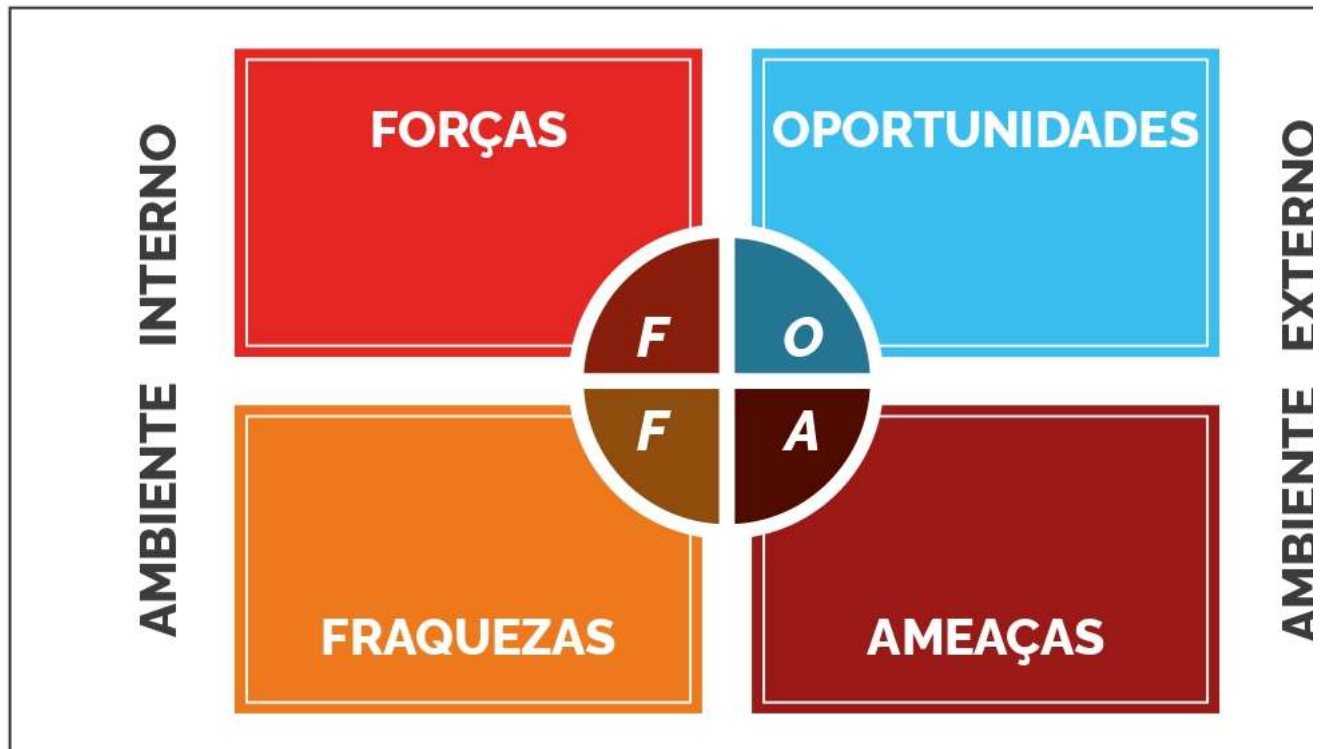 AMBIENTE INTERNO
FORÇAS
OPORTUNIDADES
F
O
F
A
FRAQUEZAS
AMEAÇAS
AMBIENTE EXTERNO